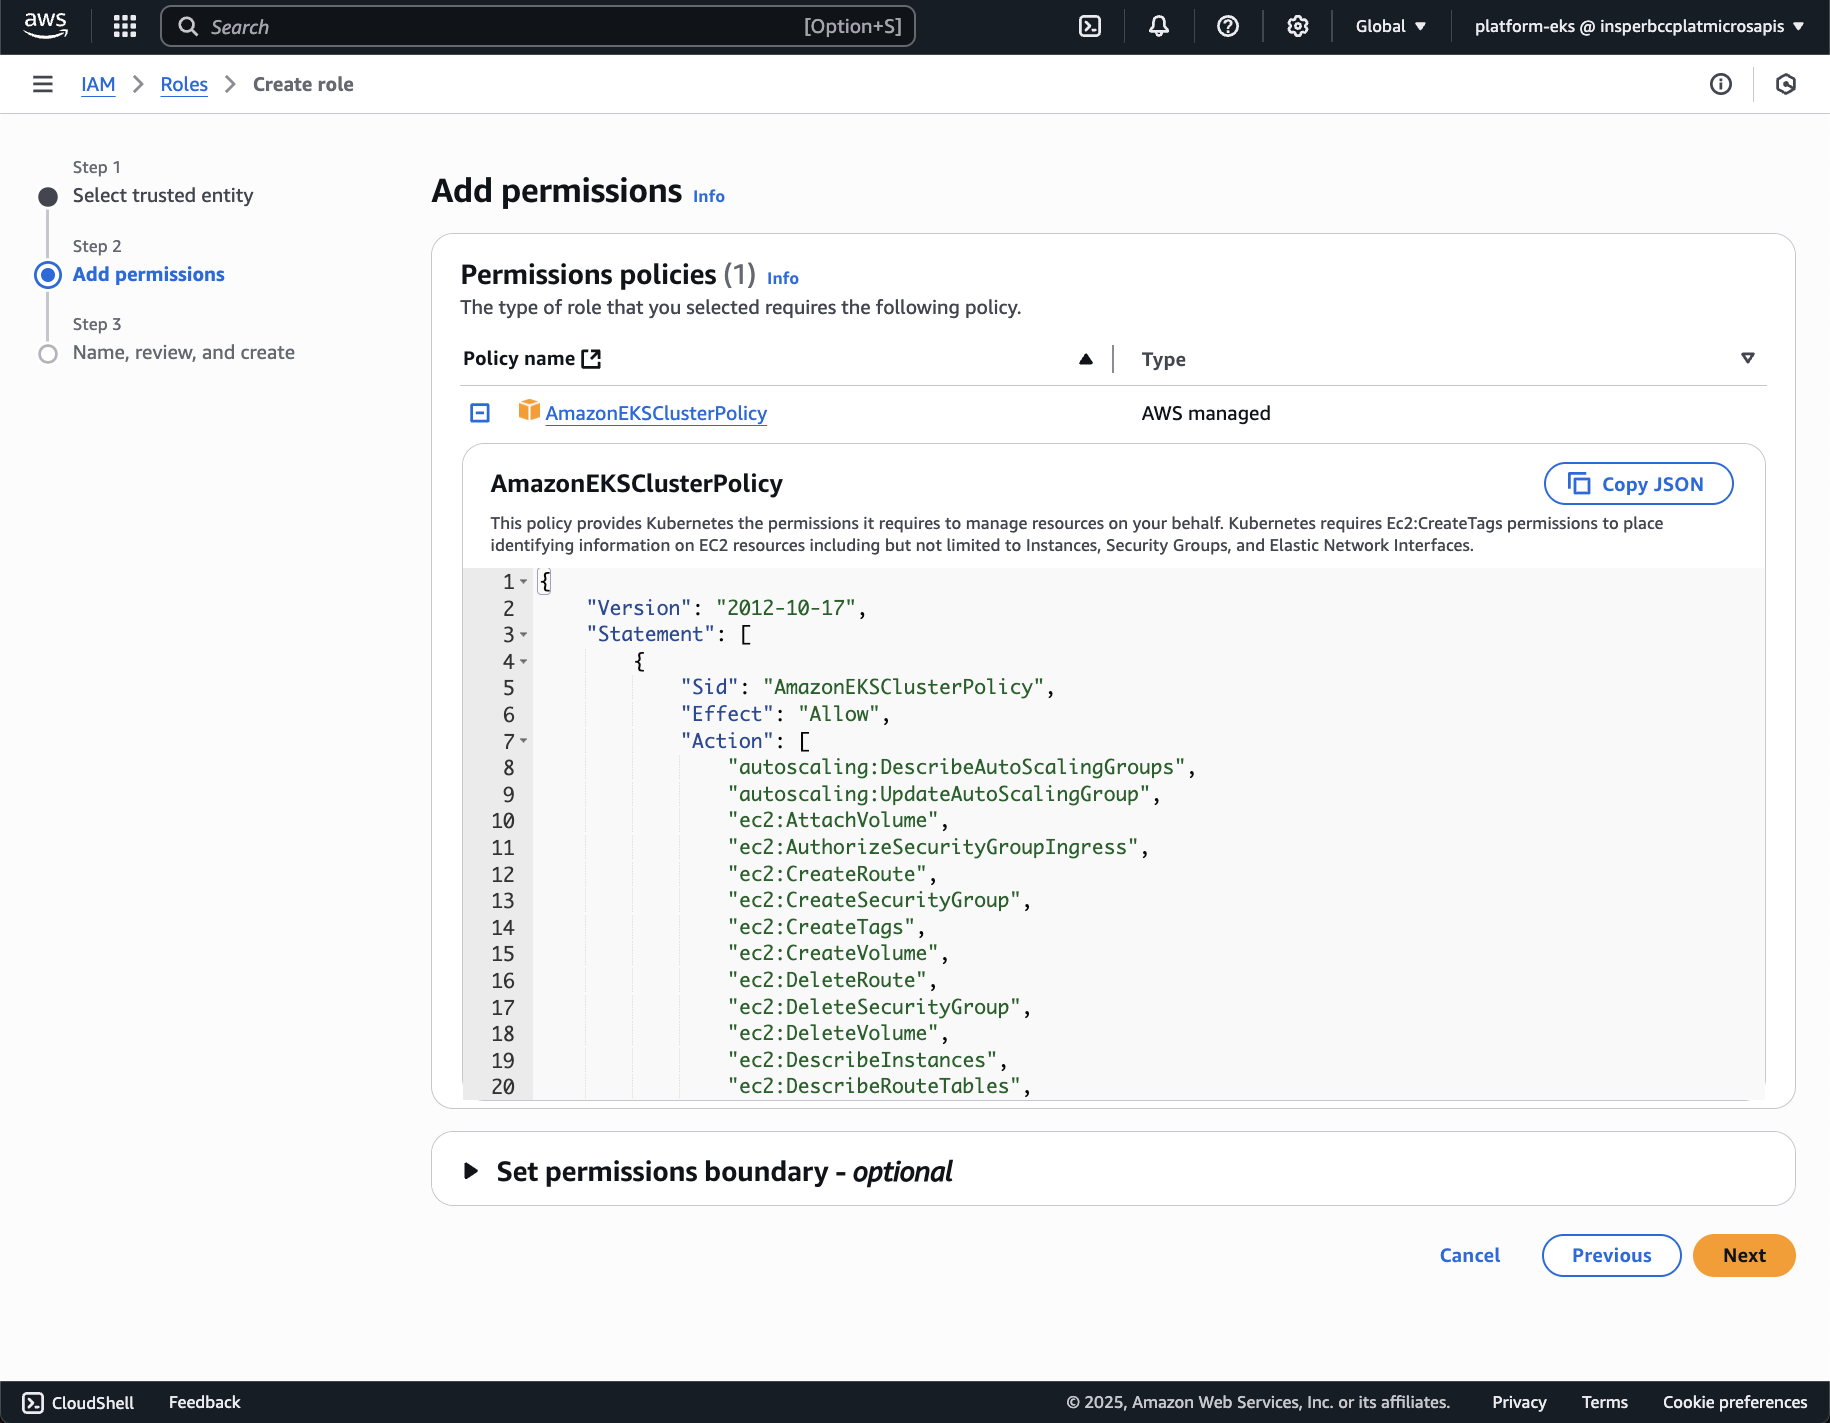 aws
Search [Option+S]
Global platform-eks @ insperbccplatmicrosapis
IAM Roles Create role
Step 1
Select trusted entity
Step 2
Add permissions
Step 3
Name, review, and create
Add permissions Info
Permissions policies (1) Info
The type of role that you selected requires the following policy.
Policy name Type
AmazonEKSClusterPolicy AWS managed
AmazonEKSClusterPolicy Copy JSON
This policy provides Kubernetes the permissions it requires to manage resources on your behalf. Kubernetes requires Ec2:CreateTags permissions to place
identifying information on EC2 resources including but not limited to Instances, Security Groups, and Elastic Network Interfaces.
1 {
2 "Version": "2012-10-17",
3 "Statement": [
4 {
5 "Sid": "AmazonEKSClusterPolicy",
6 "Effect": "Allow",
7 "Action": [
8 "autoscaling:DescribeAutoScalingGroups",
9 "autoscaling:UpdateAutoScalingGroup",
10 "ec2:AttachVolume",
11 "ec2:AuthorizeSecurityGroupIngress",
12 "ec2:CreateRoute",
13 "ec2:CreateSecurityGroup",
14 "ec2:CreateTags",
15 "ec2:CreateVolume",
16 "ec2:DeleteRoute",
17 "ec2:DeleteSecurityGroup",
18 "ec2:DeleteVolume",
19 "ec2:DescribeInstances",
20 "ec2:DescribeRouteTables",
Set permissions boundary - optional
Cancel Previous Next
CloudShell Feedback © 2025, Amazon Web Services, Inc. or its affiliates. Privacy Terms Cookie preferences